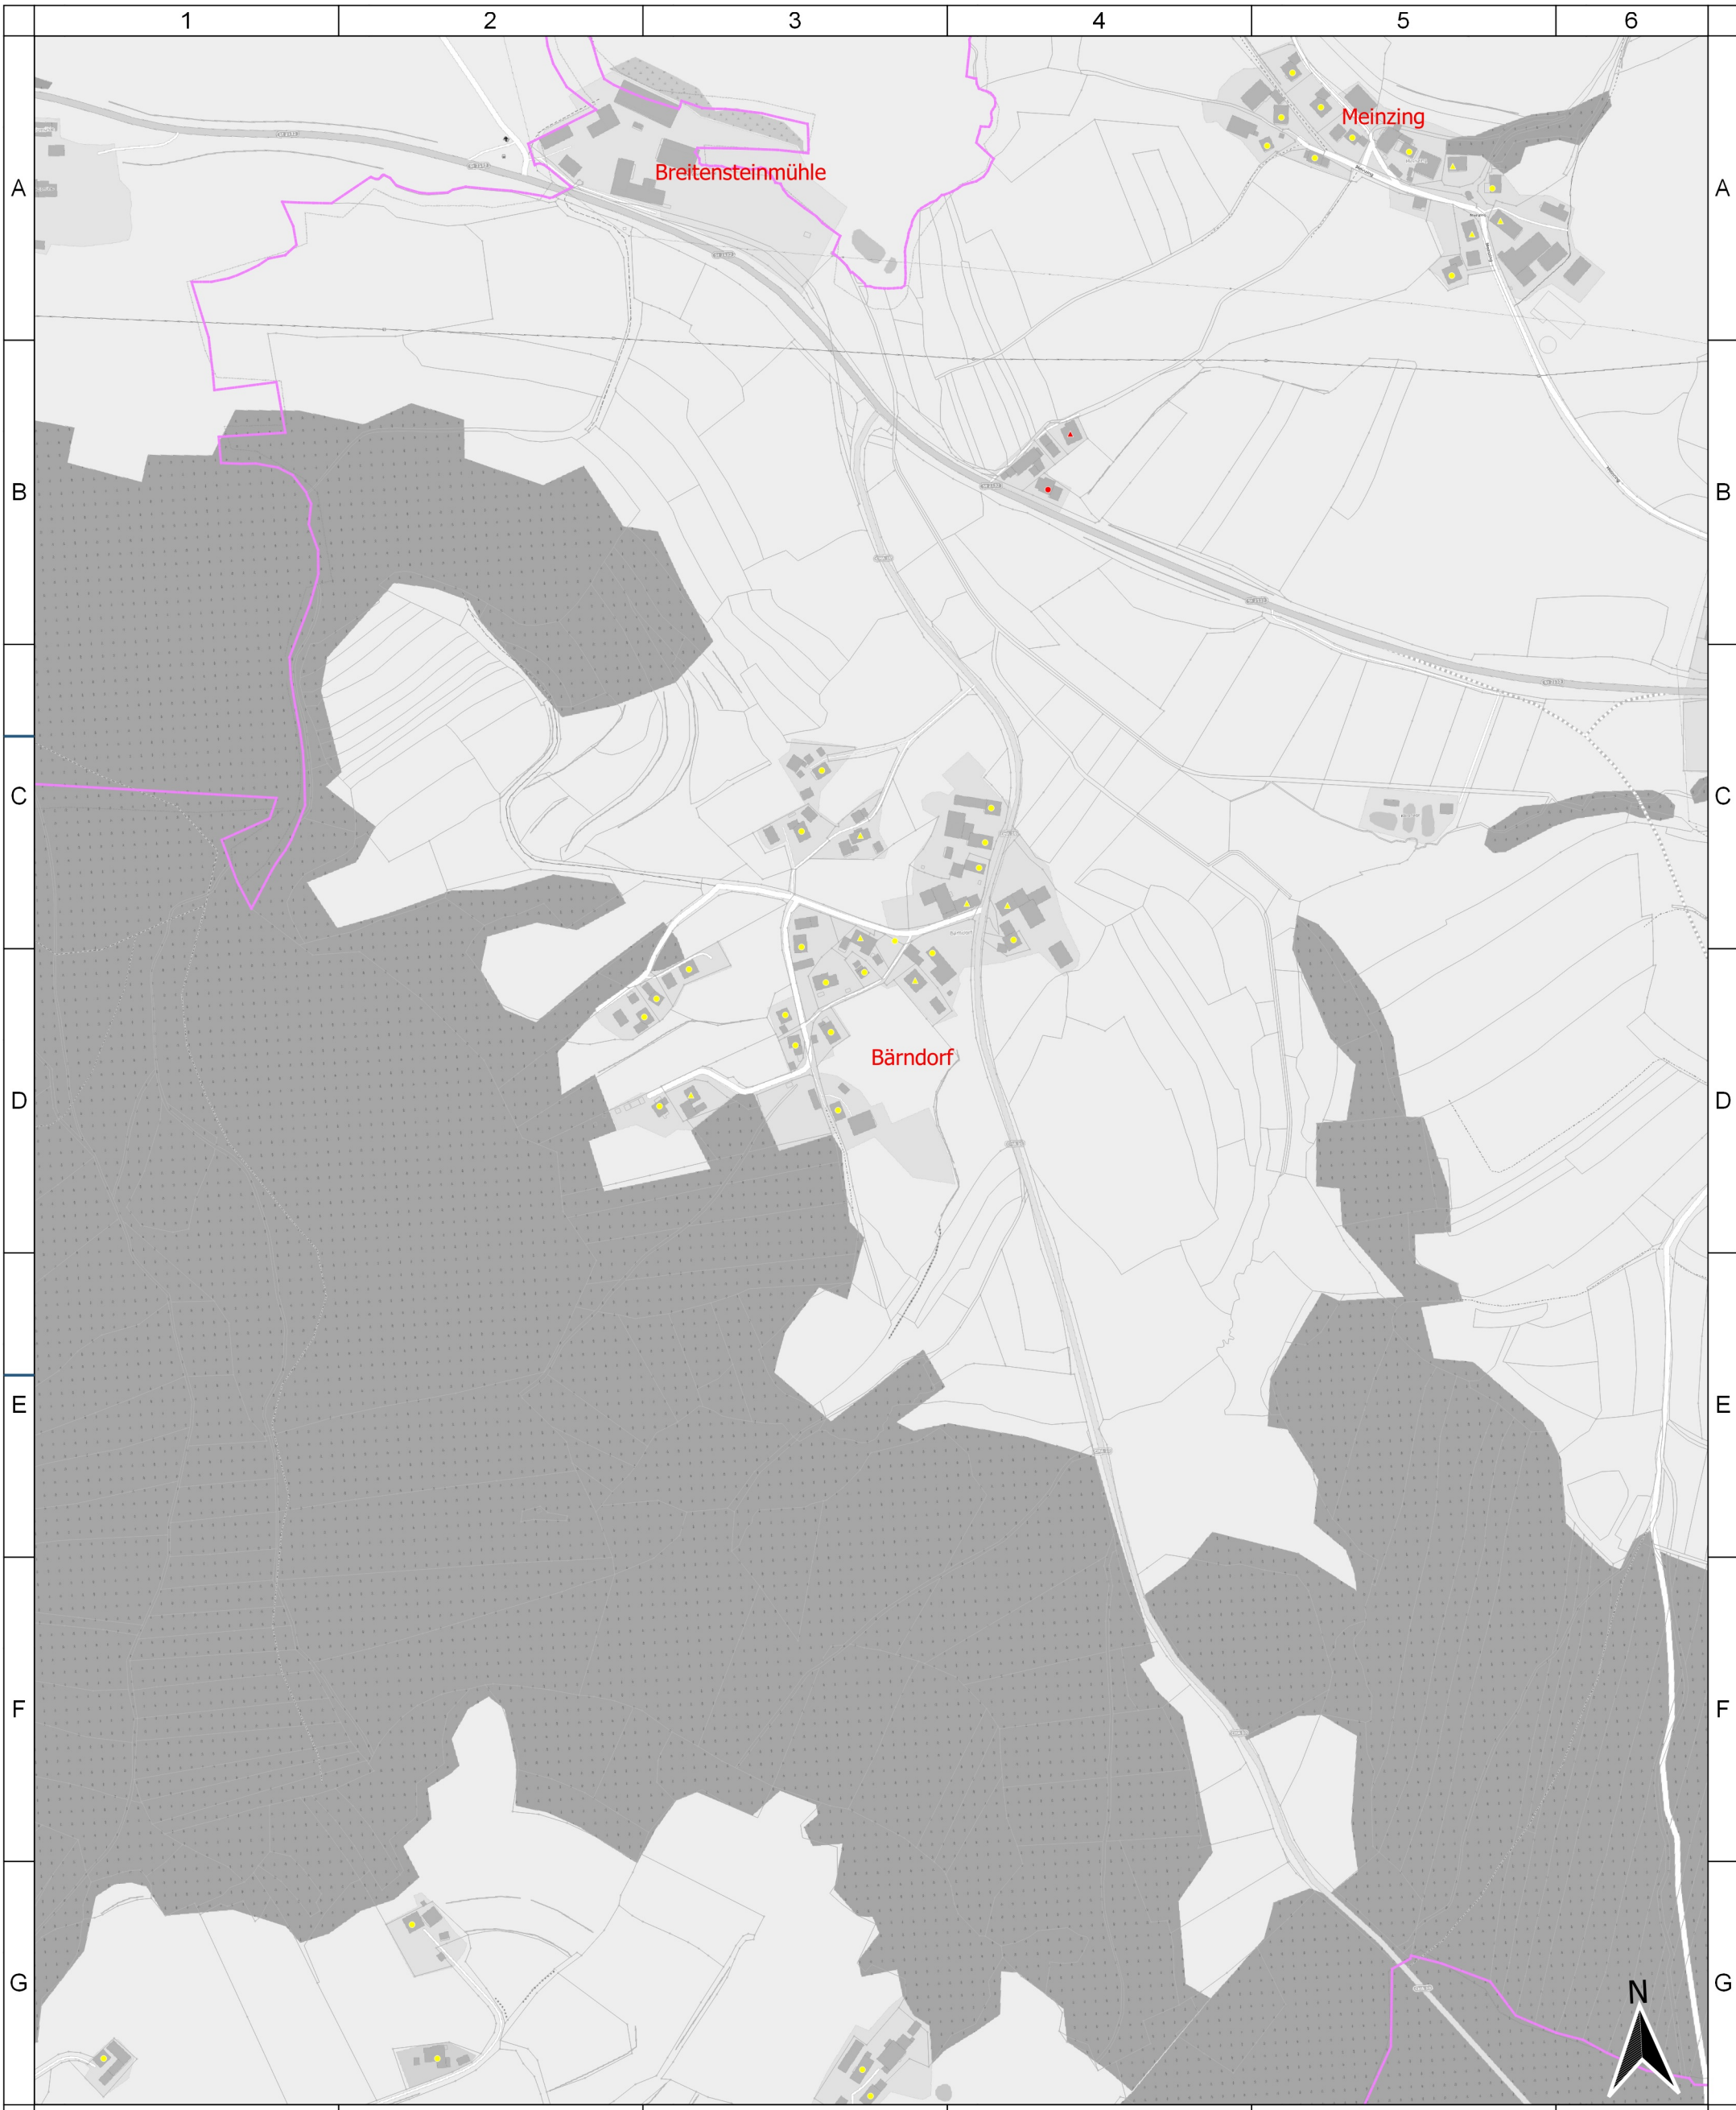 1 2 3 4 5 6
A A
Meinzing
Breitensteinmühle
B B
C C
Bärndorf
D D
E E
F F
G G
N